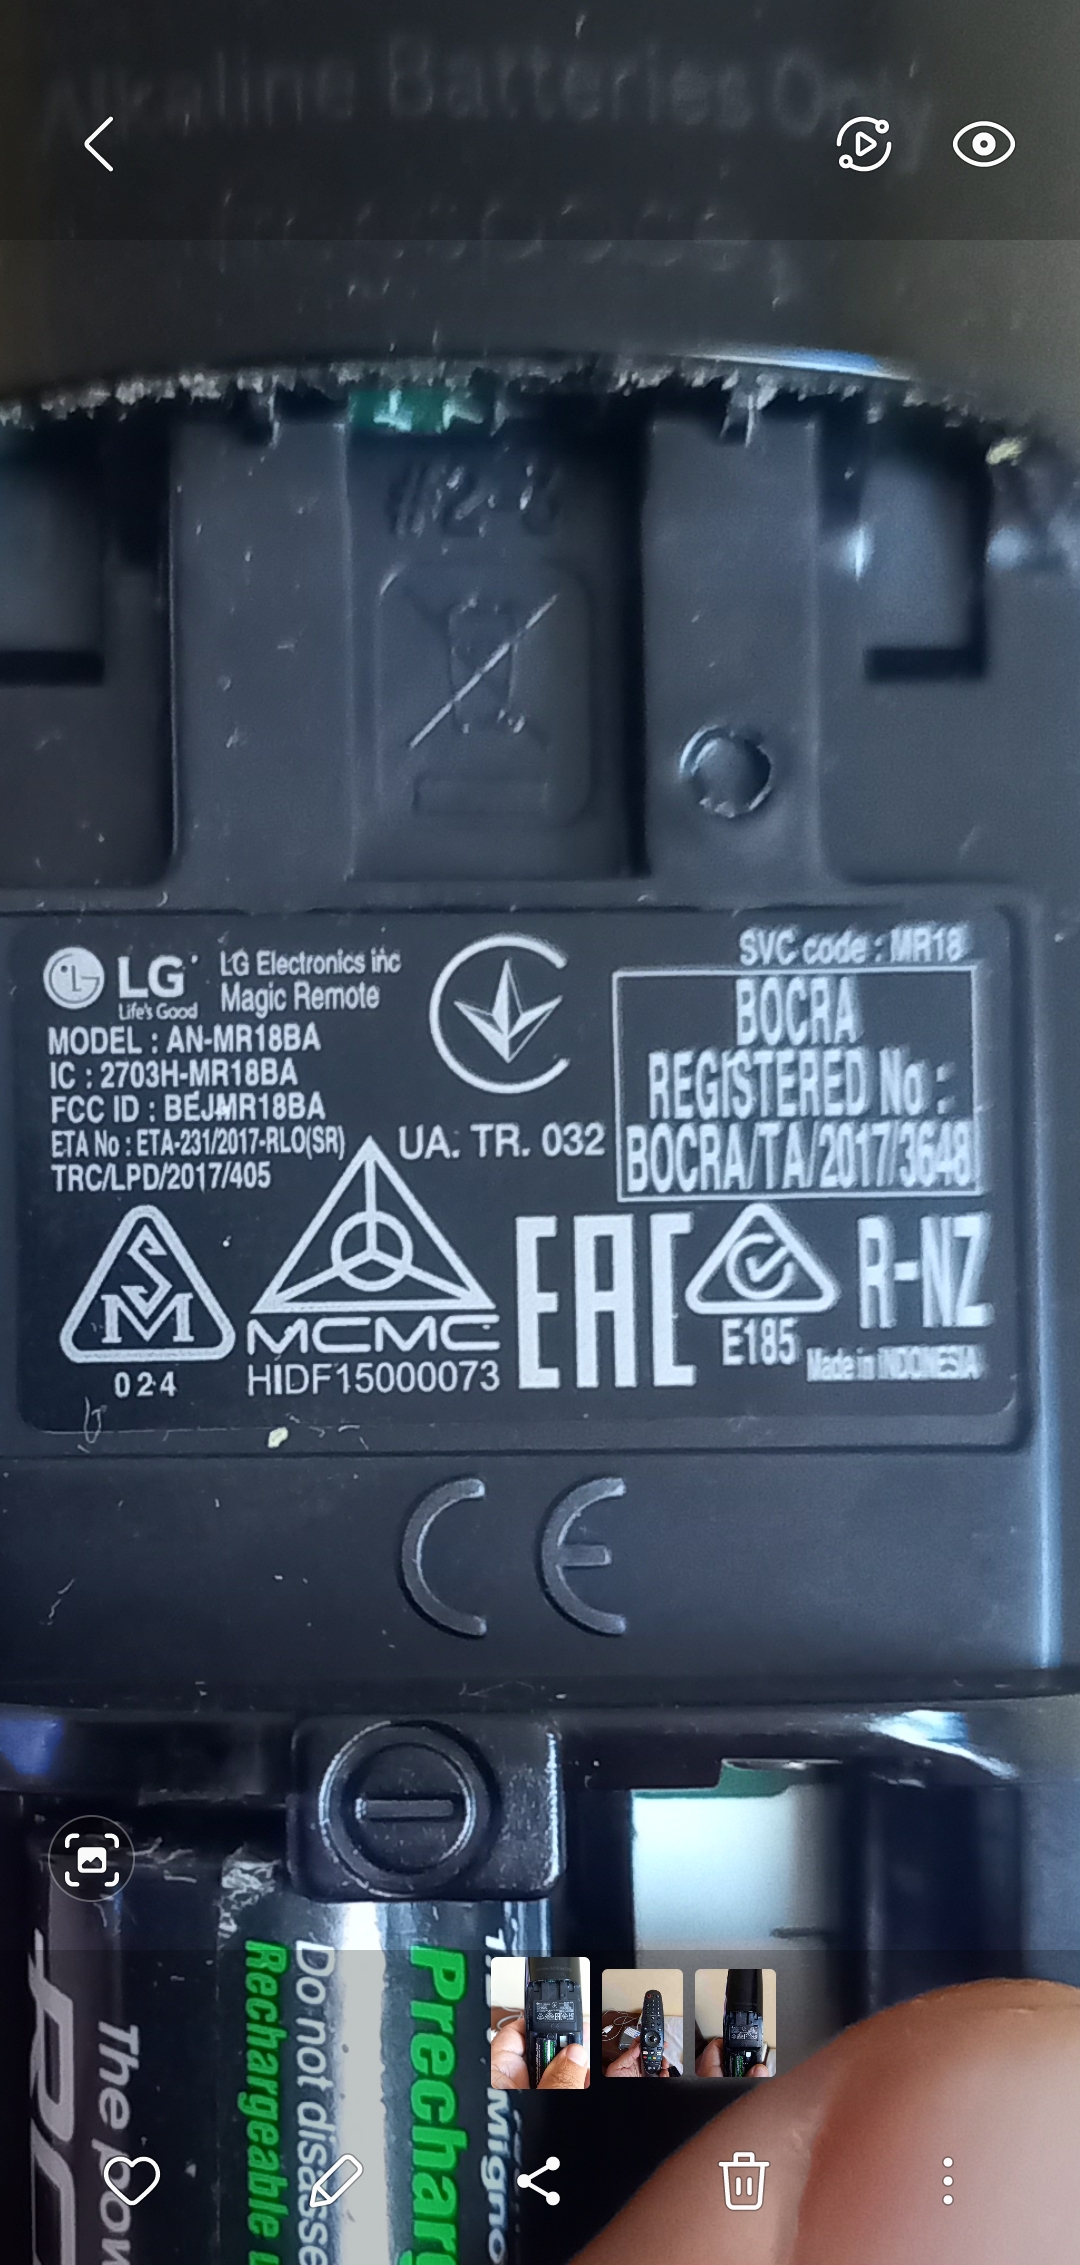 Alkaline Batteries Only
#2-8
LG
Life's Good
LG Electronics inc
Magic Remote
MODEL : AN-MR18BA
IC : 2703H-MR18BA
FCC ID : BEJMR18BA
ETA No : ETA-231/2017-RLO(SR)
TRC/LPD/2017/405
UA. TR. 032
SVC code : MR18
BOCRA
REGISTERED No :
BOCRA/TA/2017/3648
SM
024
MCMC
HIDF15000073
EAC
E185
R-NZ
Made in INDONESIA
CE
The
Rechargeable
Do not
Mignon